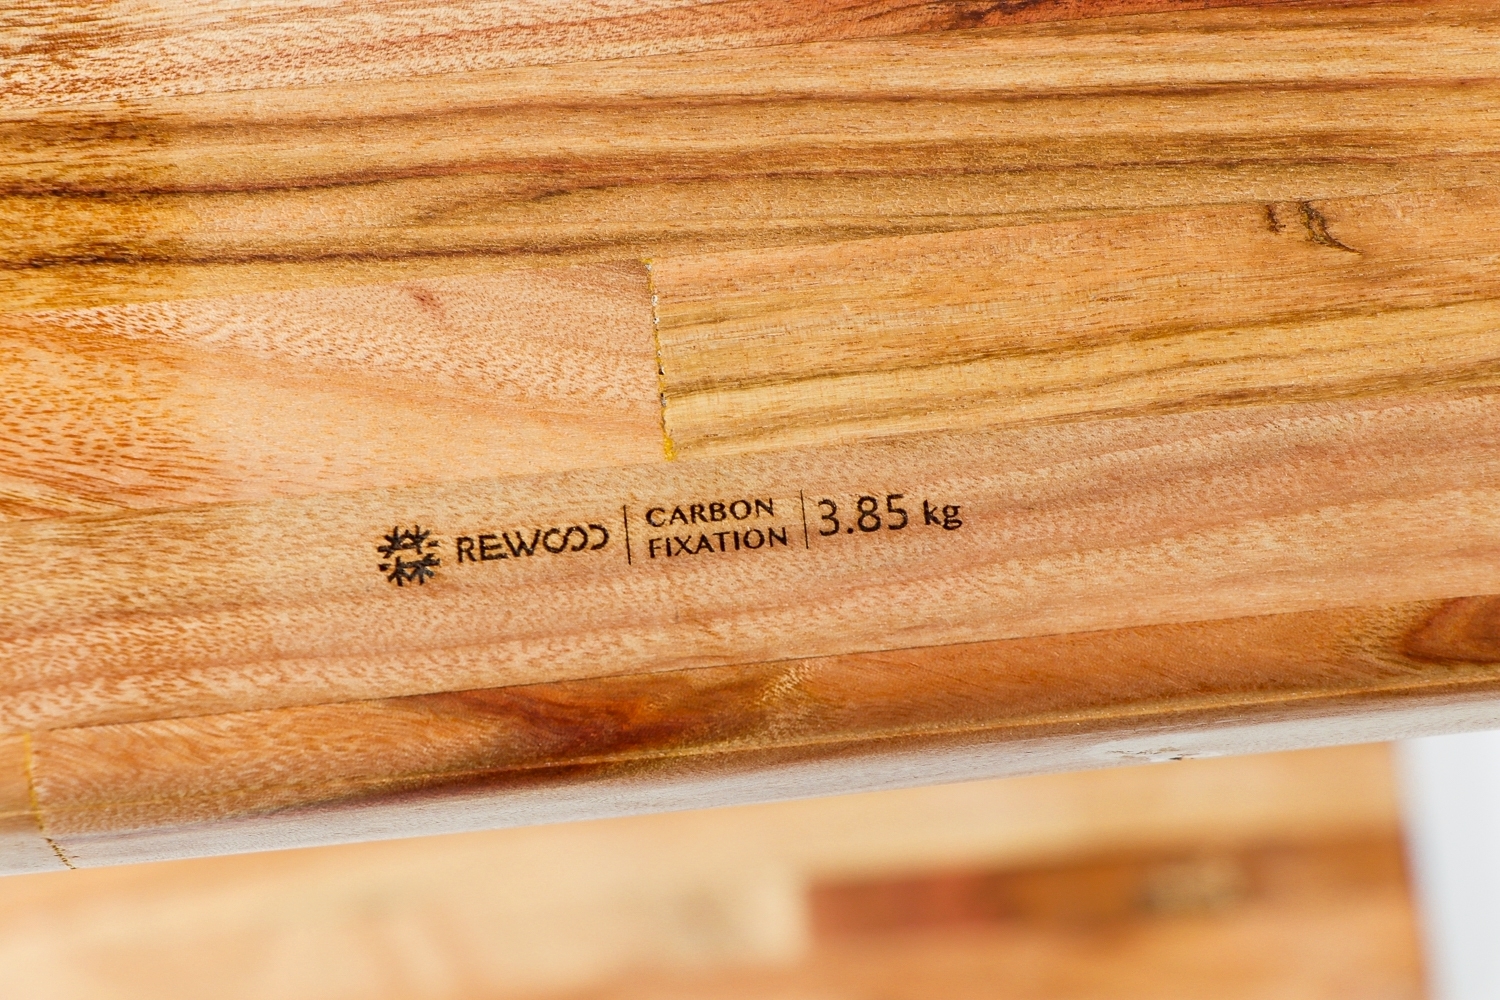 REWOOD
CARBON
FIXATION
3.85 kg